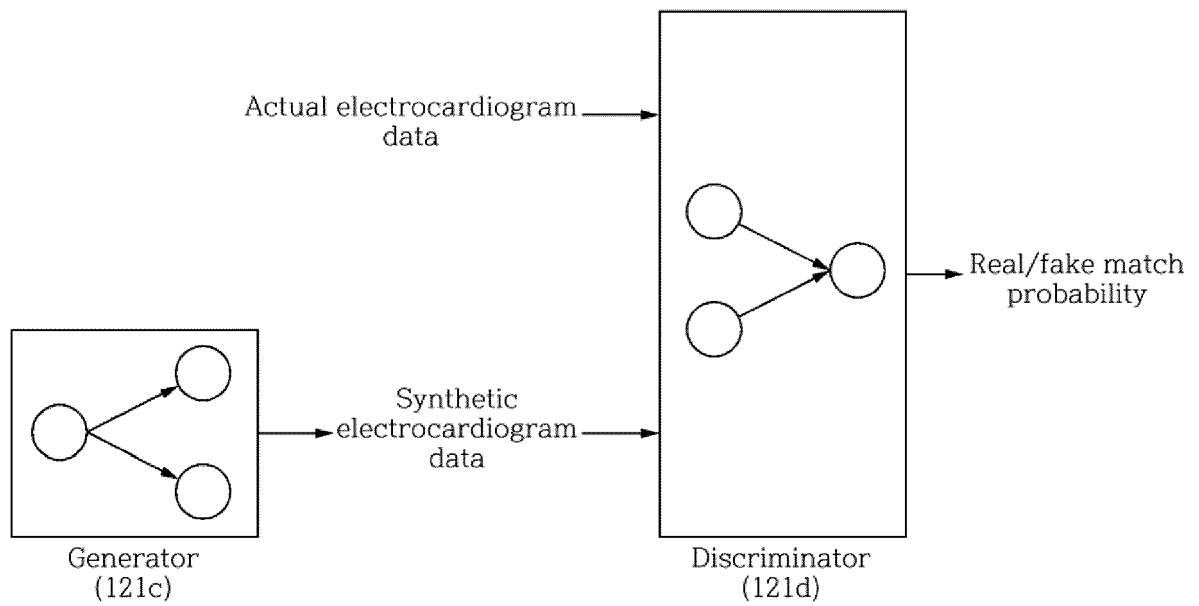 Actual electrocardiogram
data
Real/fake match
probability
Synthetic
electrocardiogram
data
Generator
(121c)
Discriminator
(121d)